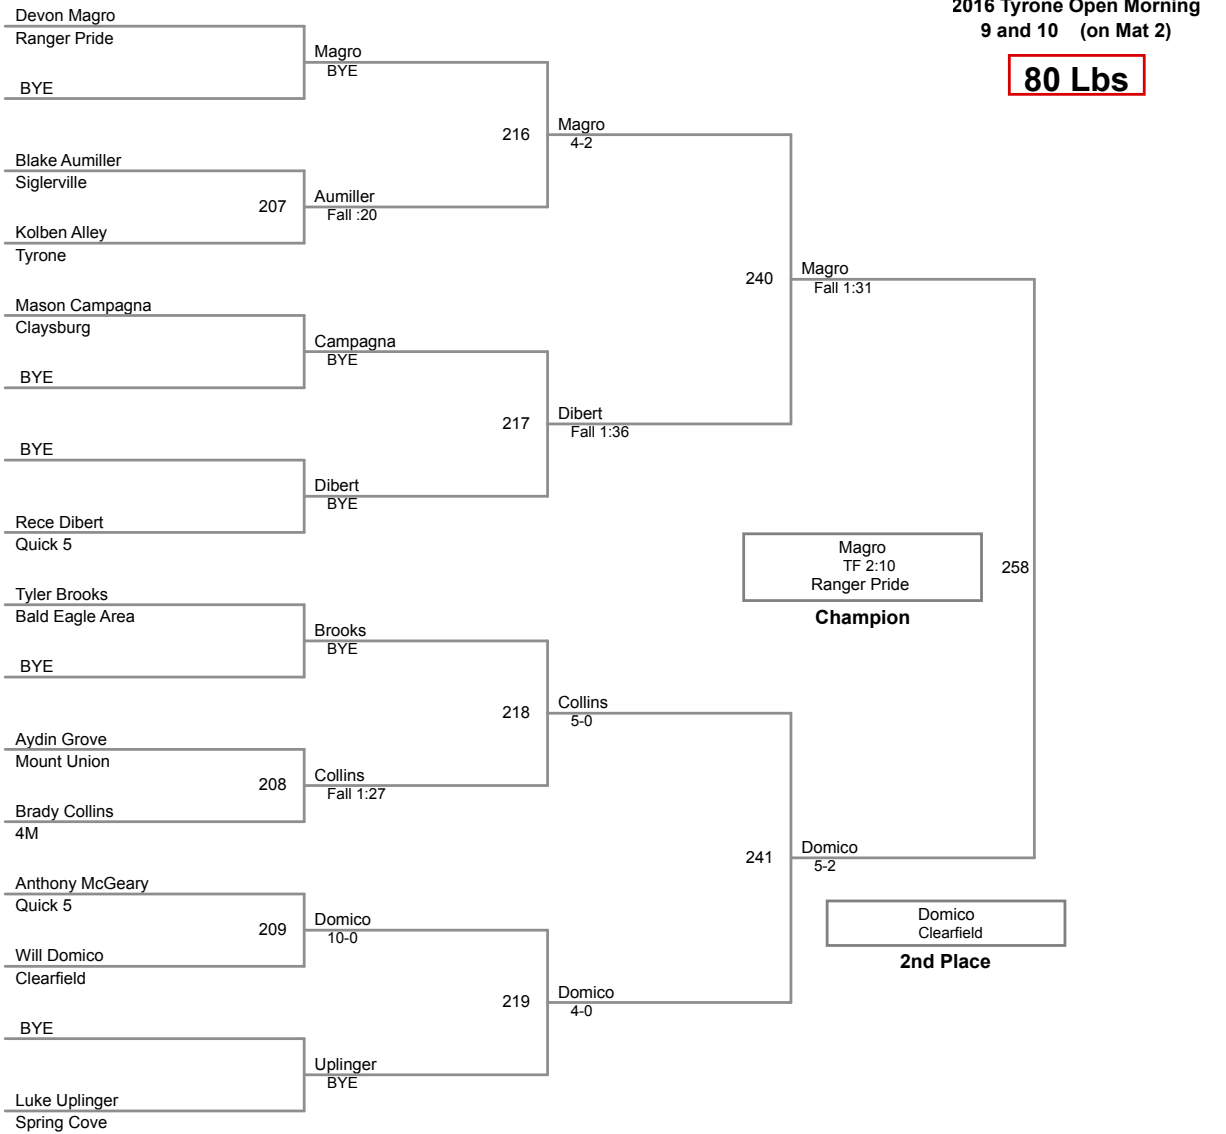 2016 Tyrone Open Morning
9 and 10 (on Mat 2)
80 Lbs
Devon Magro
Ranger Pride
BYE
Blake Aumiller
Siglerville
207
Kolben Alley
Tyrone
Mason Campagna
Claysburg
BYE
BYE
Rece Dibert
Quick 5
Tyler Brooks
Bald Eagle Area
BYE
Aydin Grove
Mount Union
208
Brady Collins
4M
Anthony McGeary
Quick 5
209
Will Domico
Clearfield
BYE
Luke Uplinger
Spring Cove
Magro
BYE
216
Aumiller
Fall :20
Campagna
BYE
217
Dibert
BYE
Brooks
BYE
218
Collins
Fall 1:27
Domico
10-0
219
Uplinger
BYE
Magro
4-2
240
Dibert
Fall 1:36
Collins
5-0
241
Domico
4-0
Magro
Fall 1:31
258
Domico
5-2
Magro
TF 2:10
Ranger Pride
Champion
Domico
Clearfield
2nd Place